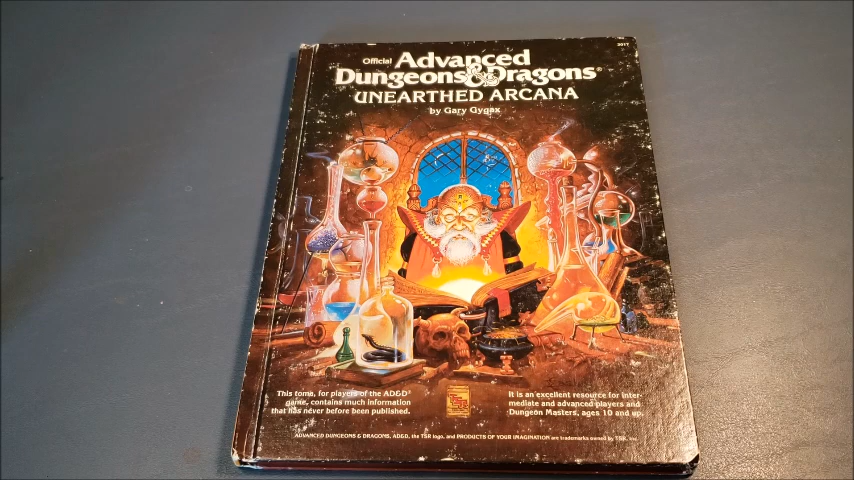 2017
Official Advanced
Dungeons & Dragons®
UNEARTHED ARCANA
by Gary Gygax
This tome, for players of the AD&D®
game, contains much information
that has never before been published.
It is an excellent resource for inter-
mediate and advanced players and
Dungeon Masters, ages 10 and up.
ADVANCED DUNGEONS & DRAGONS, AD&D, the TSR logo, and PRODUCTS OF YOUR IMAGINATION are trademarks owned by TSR, Inc.